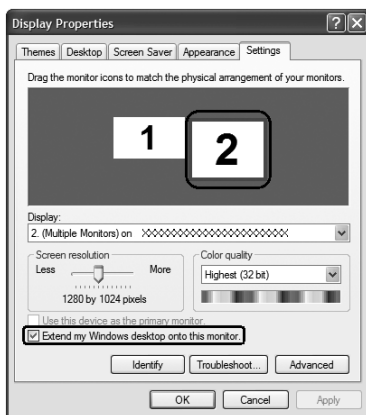 Display Properties
Themes Desktop Screen Saver Appearance Settings
Drag the monitor icons to match the physical arrangement of your monitors.
1 2
Display:
2. (Multiple Monitors) on XXXXXXXXXXXXXXXXXXXXXXXX
Screen resolution Color quality
Less More Highest (32 bit)
1280 by 1024 pixels
Use this device as the primary monitor.
Extend my Windows desktop onto this monitor.
Identify Troubleshoot... Advanced
OK Cancel Apply